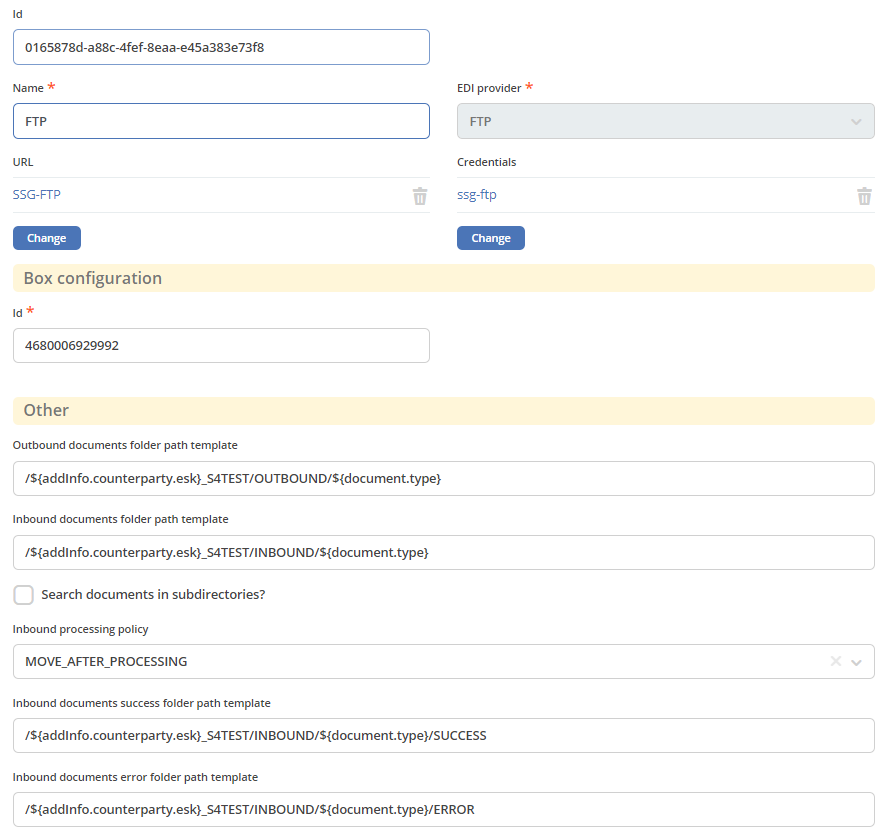 Id
0165878d-a88c-4fef-8eaa-e45a383e73f8
Name *
EDI provider *
FTP
FTP
URL
Credentials
SSG-FTP
ssg-ftp
Change
Change
Box configuration
Id *
4680006929992
Other
Outbound documents folder path template
/${addInfo.counterparty.esk}_S4TEST/OUTBOUND/${document.type}
Inbound documents folder path template
/${addInfo.counterparty.esk}_S4TEST/INBOUND/${document.type}
Search documents in subdirectories?
Inbound processing policy
MOVE_AFTER_PROCESSING
Inbound documents success folder path template
/${addInfo.counterparty.esk}_S4TEST/INBOUND/${document.type}/SUCCESS
Inbound documents error folder path template
/${addInfo.counterparty.esk}_S4TEST/INBOUND/${document.type}/ERROR